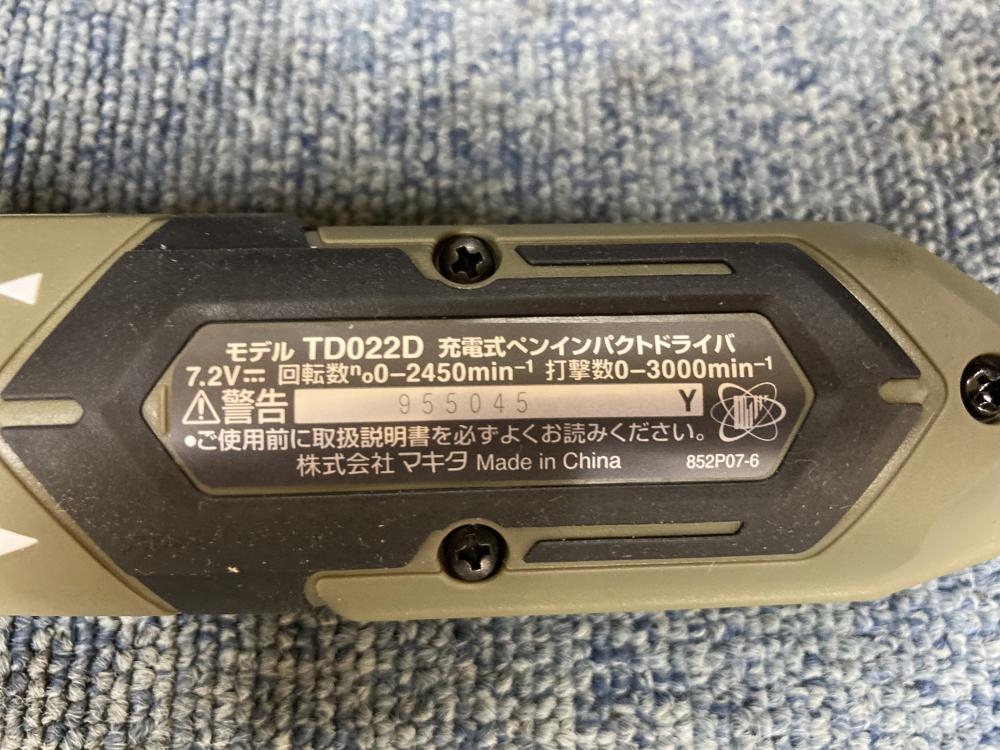 モデル TD022D 充電式ペンインパクトドライバ
7.2V⎓ 回転数n₀0-2450min⁻¹ 打撃数0-3000min⁻¹
⚠警告 955045 Y
●ご使用前に取扱説明書を必ずよくお読みください。
株式会社 マキタ Made in China 852P07-6